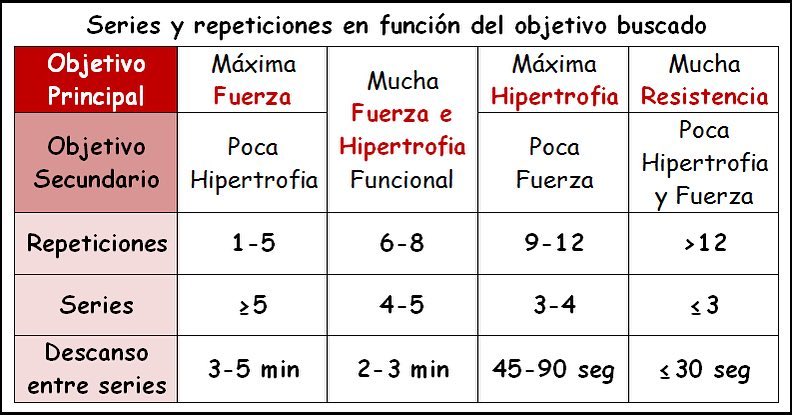 Series y repeticiones en función del objetivo buscado
Objetivo Principal | Máxima Fuerza | Mucha Fuerza e Hipertrofia Funcional | Máxima Hipertrofia | Mucha Resistencia
Objetivo Secundario | Poca Hipertrofia | | Poca Fuerza | Poca Hipertrofia y Fuerza
Repeticiones | 1-5 | 6-8 | 9-12 | >12
Series | ≥5 | 4-5 | 3-4 | ≤3
Descanso entre series | 3-5 min | 2-3 min | 45-90 seg | ≤30 seg